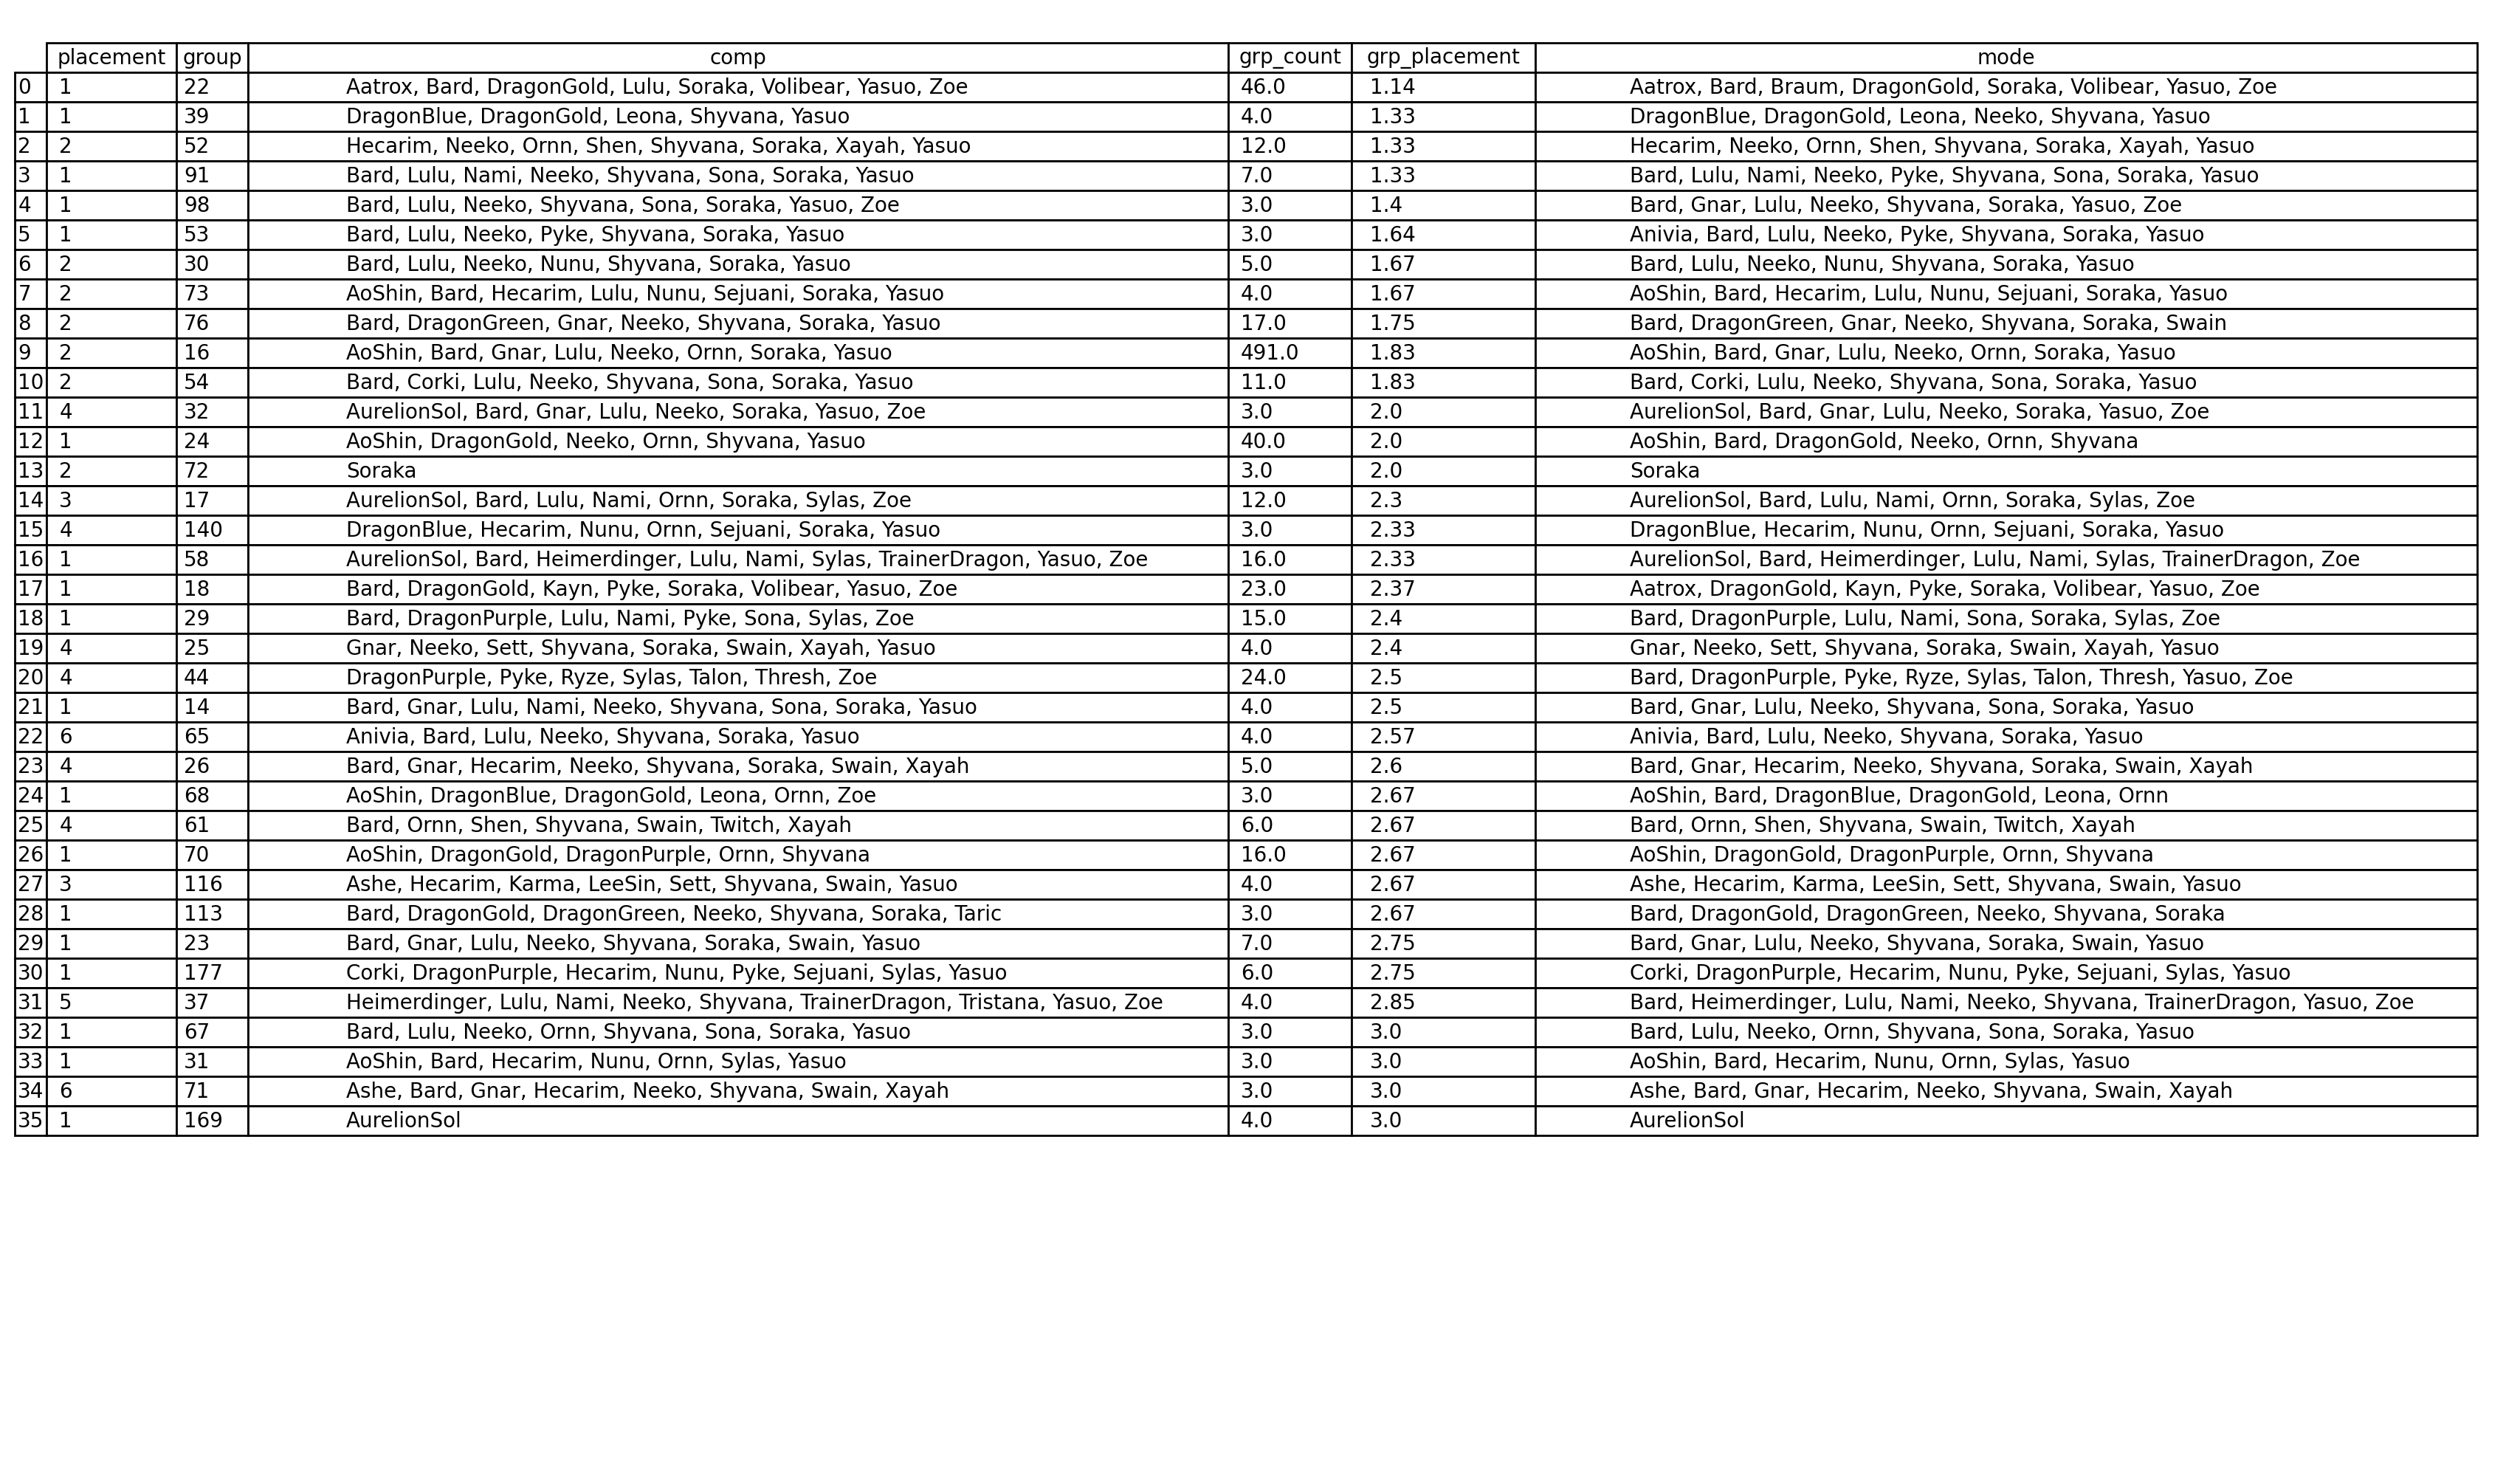 placement group comp grp_count grp_placement mode
0 1 22 Aatrox, Bard, DragonGold, Lulu, Soraka, Volibear, Yasuo, Zoe 46.0 1.14 Aatrox, Bard, Braum, DragonGold, Soraka, Volibear, Yasuo, Zoe
1 1 39 DragonBlue, DragonGold, Leona, Shyvana, Yasuo 4.0 1.33 DragonBlue, DragonGold, Leona, Neeko, Shyvana, Yasuo
2 2 52 Hecarim, Neeko, Ornn, Shen, Shyvana, Soraka, Xayah, Yasuo 12.0 1.33 Hecarim, Neeko, Ornn, Shen, Shyvana, Soraka, Xayah, Yasuo
3 1 91 Bard, Lulu, Nami, Neeko, Shyvana, Sona, Soraka, Yasuo 7.0 1.33 Bard, Lulu, Nami, Neeko, Pyke, Shyvana, Sona, Soraka, Yasuo
4 1 98 Bard, Lulu, Neeko, Shyvana, Sona, Soraka, Yasuo, Zoe 3.0 1.4 Bard, Gnar, Lulu, Neeko, Shyvana, Soraka, Yasuo, Zoe
5 1 53 Bard, Lulu, Neeko, Pyke, Shyvana, Soraka, Yasuo 3.0 1.64 Anivia, Bard, Lulu, Neeko, Pyke, Shyvana, Soraka, Yasuo
6 2 30 Bard, Lulu, Neeko, Nunu, Shyvana, Soraka, Yasuo 5.0 1.67 Bard, Lulu, Neeko, Nunu, Shyvana, Soraka, Yasuo
7 2 73 AoShin, Bard, Hecarim, Lulu, Nunu, Sejuani, Soraka, Yasuo 4.0 1.67 AoShin, Bard, Hecarim, Lulu, Nunu, Sejuani, Soraka, Yasuo
8 2 76 Bard, DragonGreen, Gnar, Neeko, Shyvana, Soraka, Yasuo 17.0 1.75 Bard, DragonGreen, Gnar, Neeko, Shyvana, Soraka, Swain
9 2 16 AoShin, Bard, Gnar, Lulu, Neeko, Ornn, Soraka, Yasuo 491.0 1.83 AoShin, Bard, Gnar, Lulu, Neeko, Ornn, Soraka, Yasuo
10 2 54 Bard, Corki, Lulu, Neeko, Shyvana, Sona, Soraka, Yasuo 11.0 1.83 Bard, Corki, Lulu, Neeko, Shyvana, Sona, Soraka, Yasuo
11 4 32 AurelionSol, Bard, Gnar, Lulu, Neeko, Soraka, Yasuo, Zoe 3.0 2.0 AurelionSol, Bard, Gnar, Lulu, Neeko, Soraka, Yasuo, Zoe
12 1 24 AoShin, DragonGold, Neeko, Ornn, Shyvana, Yasuo 40.0 2.0 AoShin, Bard, DragonGold, Neeko, Ornn, Shyvana
13 2 72 Soraka 3.0 2.0 Soraka
14 3 17 AurelionSol, Bard, Lulu, Nami, Ornn, Soraka, Sylas, Zoe 12.0 2.3 AurelionSol, Bard, Lulu, Nami, Ornn, Soraka, Sylas, Zoe
15 4 140 DragonBlue, Hecarim, Nunu, Ornn, Sejuani, Soraka, Yasuo 3.0 2.33 DragonBlue, Hecarim, Nunu, Ornn, Sejuani, Soraka, Yasuo
16 1 58 AurelionSol, Bard, Heimerdinger, Lulu, Nami, Sylas, TrainerDragon, Yasuo, Zoe 16.0 2.33 AurelionSol, Bard, Heimerdinger, Lulu, Nami, Sylas, TrainerDragon, Zoe
17 1 18 Bard, DragonGold, Kayn, Pyke, Soraka, Volibear, Yasuo, Zoe 23.0 2.37 Aatrox, DragonGold, Kayn, Pyke, Soraka, Volibear, Yasuo, Zoe
18 1 29 Bard, DragonPurple, Lulu, Nami, Pyke, Sona, Sylas, Zoe 15.0 2.4 Bard, DragonPurple, Lulu, Nami, Sona, Soraka, Sylas, Zoe
19 4 25 Gnar, Neeko, Sett, Shyvana, Soraka, Swain, Xayah, Yasuo 4.0 2.4 Gnar, Neeko, Sett, Shyvana, Soraka, Swain, Xayah, Yasuo
20 4 44 DragonPurple, Pyke, Ryze, Sylas, Talon, Thresh, Zoe 24.0 2.5 Bard, DragonPurple, Pyke, Ryze, Sylas, Talon, Thresh, Yasuo, Zoe
21 1 14 Bard, Gnar, Lulu, Nami, Neeko, Shyvana, Sona, Soraka, Yasuo 4.0 2.5 Bard, Gnar, Lulu, Neeko, Shyvana, Sona, Soraka, Yasuo
22 6 65 Anivia, Bard, Lulu, Neeko, Shyvana, Soraka, Yasuo 4.0 2.57 Anivia, Bard, Lulu, Neeko, Shyvana, Soraka, Yasuo
23 4 26 Bard, Gnar, Hecarim, Neeko, Shyvana, Soraka, Swain, Xayah 5.0 2.6 Bard, Gnar, Hecarim, Neeko, Shyvana, Soraka, Swain, Xayah
24 1 68 AoShin, DragonBlue, DragonGold, Leona, Ornn, Zoe 3.0 2.67 AoShin, Bard, DragonBlue, DragonGold, Leona, Ornn
25 4 61 Bard, Ornn, Shen, Shyvana, Swain, Twitch, Xayah 6.0 2.67 Bard, Ornn, Shen, Shyvana, Swain, Twitch, Xayah
26 1 70 AoShin, DragonGold, DragonPurple, Ornn, Shyvana 16.0 2.67 AoShin, DragonGold, DragonPurple, Ornn, Shyvana
27 3 116 Ashe, Hecarim, Karma, LeeSin, Sett, Shyvana, Swain, Yasuo 4.0 2.67 Ashe, Hecarim, Karma, LeeSin, Sett, Shyvana, Swain, Yasuo
28 1 113 Bard, DragonGold, DragonGreen, Neeko, Shyvana, Soraka, Taric 3.0 2.67 Bard, DragonGold, DragonGreen, Neeko, Shyvana, Soraka
29 1 23 Bard, Gnar, Lulu, Neeko, Shyvana, Soraka, Swain, Yasuo 7.0 2.75 Bard, Gnar, Lulu, Neeko, Shyvana, Soraka, Swain, Yasuo
30 1 177 Corki, DragonPurple, Hecarim, Nunu, Pyke, Sejuani, Sylas, Yasuo 6.0 2.75 Corki, DragonPurple, Hecarim, Nunu, Pyke, Sejuani, Sylas, Yasuo
31 5 37 Heimerdinger, Lulu, Nami, Neeko, Shyvana, TrainerDragon, Tristana, Yasuo, Zoe 4.0 2.85 Bard, Heimerdinger, Lulu, Nami, Neeko, Shyvana, TrainerDragon, Yasuo, Zoe
32 1 67 Bard, Lulu, Neeko, Ornn, Shyvana, Sona, Soraka, Yasuo 3.0 3.0 Bard, Lulu, Neeko, Ornn, Shyvana, Sona, Soraka, Yasuo
33 1 31 AoShin, Bard, Hecarim, Nunu, Ornn, Sylas, Yasuo 3.0 3.0 AoShin, Bard, Hecarim, Nunu, Ornn, Sylas, Yasuo
34 6 71 Ashe, Bard, Gnar, Hecarim, Neeko, Shyvana, Swain, Xayah 3.0 3.0 Ashe, Bard, Gnar, Hecarim, Neeko, Shyvana, Swain, Xayah
35 1 169 AurelionSol 4.0 3.0 AurelionSol